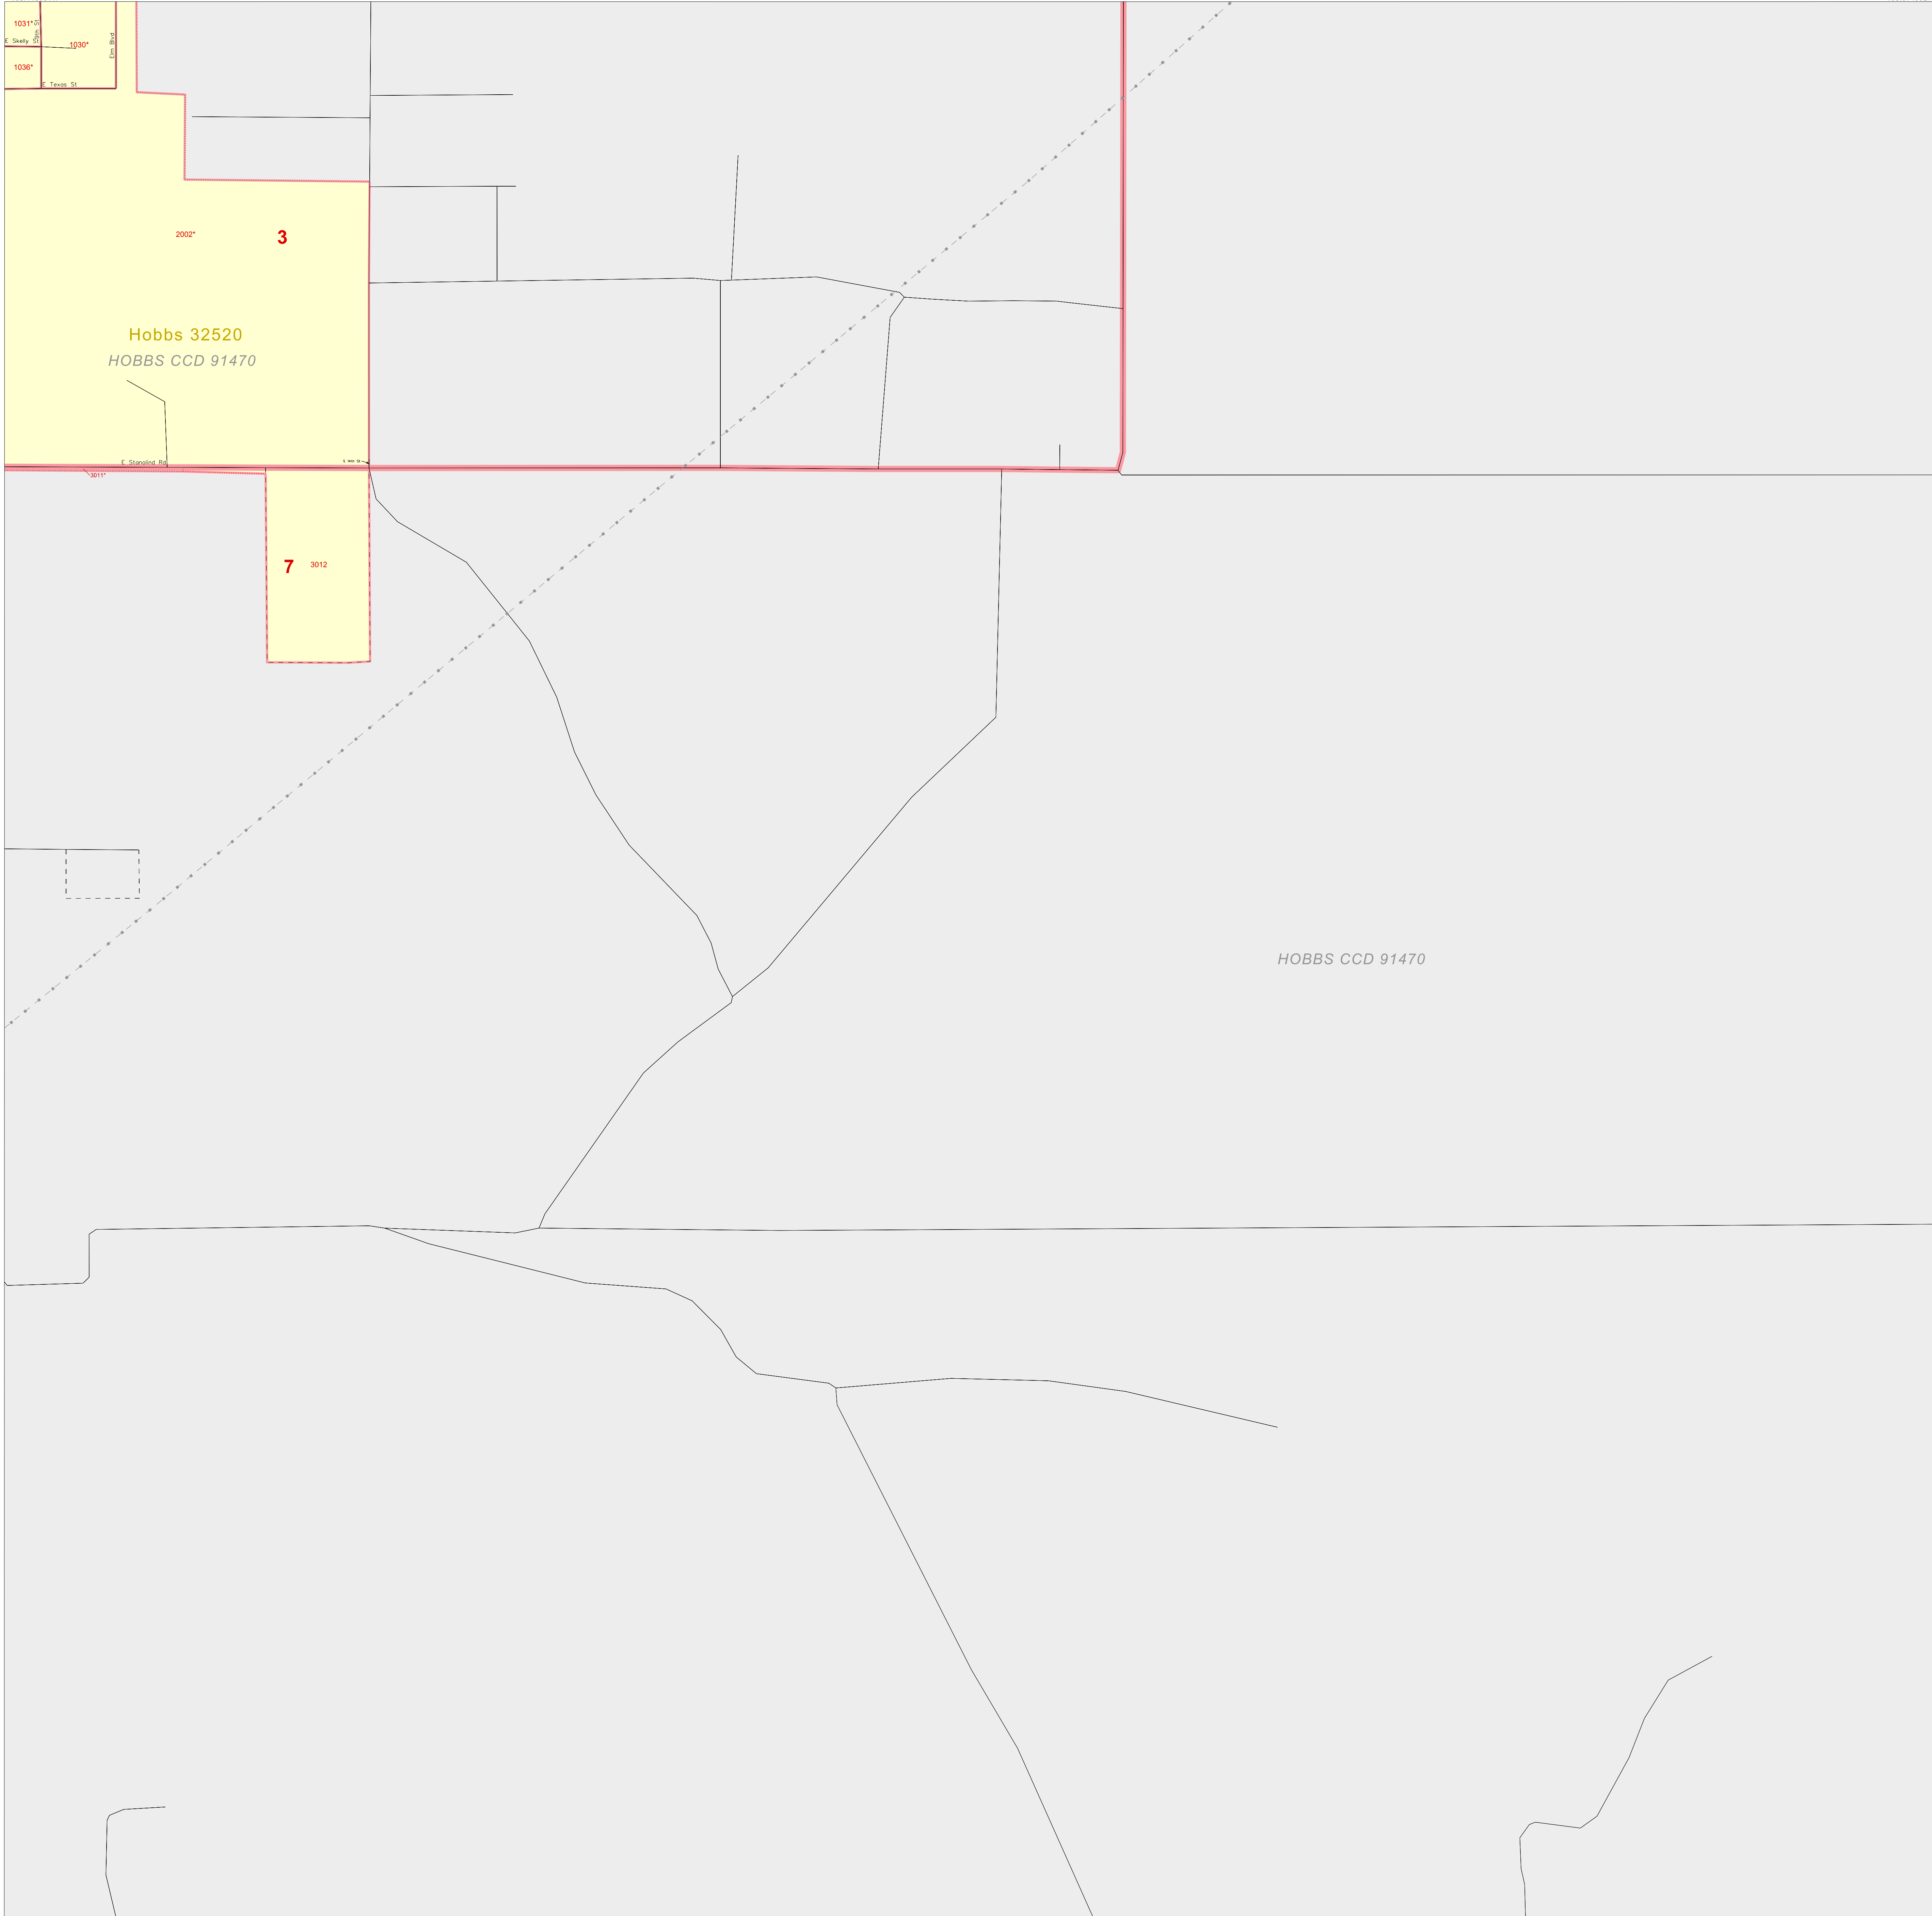 1031*
1030*
E Skelly St
Elm Blvd
1036*
E Texas St
2002*
3
Hobbs 32520
HOBBS CCD 91470
E Stanolind Rd
3011*
7
3012
HOBBS CCD 91470